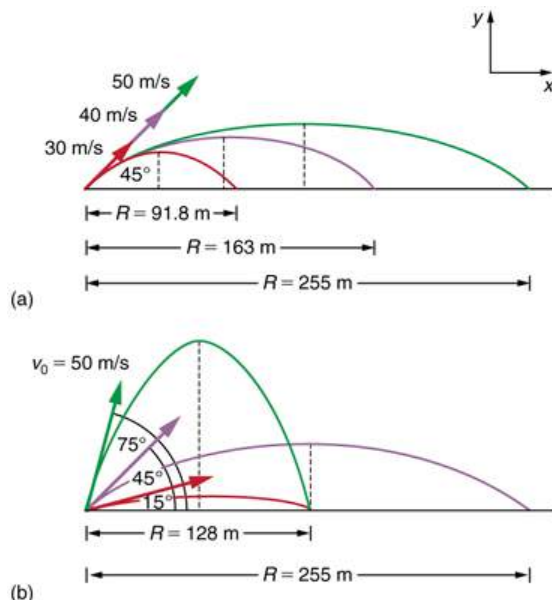 y
x
50 m/s
40 m/s
30 m/s
45°
R = 91.8 m
R = 163 m
R = 255 m
(a)
v₀ = 50 m/s
75°
45°
15°
R = 128 m
R = 255 m
(b)